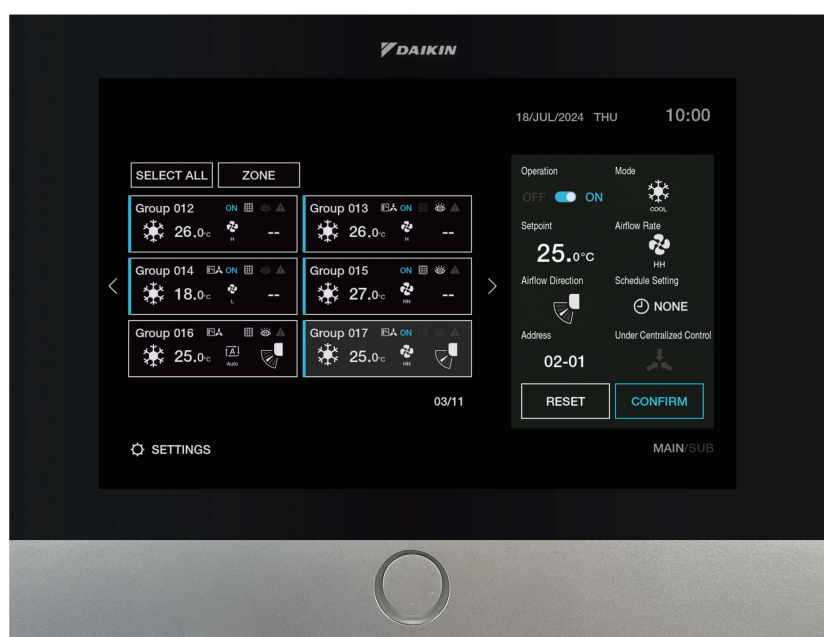 DAIKIN
18/JUL/2024 THU 10:00
SELECT ALL ZONE
Group 012 ON
26.0°C H --
Group 013 ON
26.0°C H --
Group 014 ON
18.0°C L --
Group 015 ON
27.0°C HH --
Group 016
25.0°C A Auto
Group 017 ON
25.0°C HH
03/11
Operation Mode
OFF ON COOL
Setpoint Airflow Rate
25.0°C HH
Airflow Direction Schedule Setting
NONE
Address Under Centralized Control
02-01
RESET CONFIRM
SETTINGS MAIN/SUB